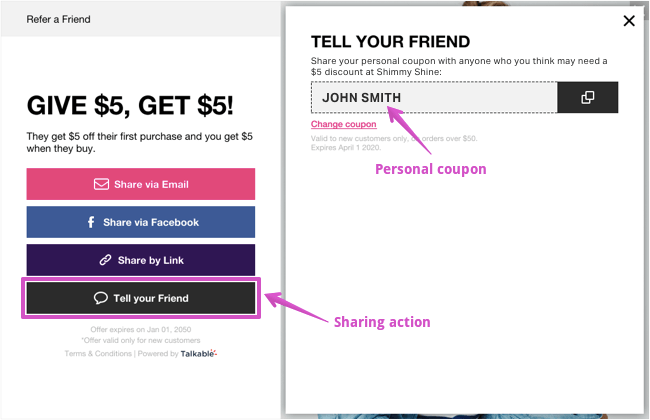 Refer a Friend
GIVE $5, GET $5!
They get $5 off their first purchase and you get $5
when they buy.
Share via Email
Share via Facebook
Share by Link
Tell your Friend
Offer expires on Jan 01, 2050
*Offer valid only for new customers
Terms & Conditions | Powered by Talkable
Sharing action
TELL YOUR FRIEND
Share your personal coupon with anyone who you think may need a
$5 discount at Shimmy Shine:
JOHN SMITH
Change coupon
Valid to new customers only, on orders over $50.
Expires April 1 2020.
Personal coupon